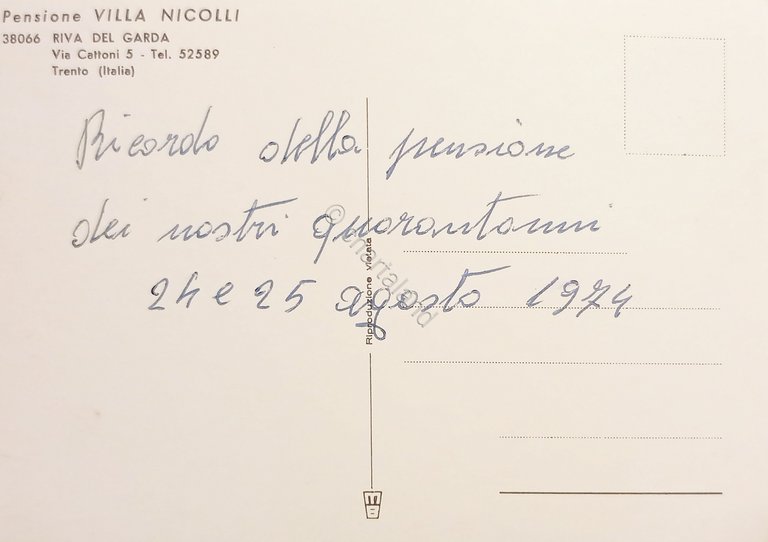 Pensione VILLA NICOLLI
38066 RIVA DEL GARDA
Via Cattoni 5 - Tel. 52589
Trento (Italia)
Ricordo della pensione
dei nostri quarantanni
24 e 25 agosto 1974
Riproduzione vietata
© chartaland